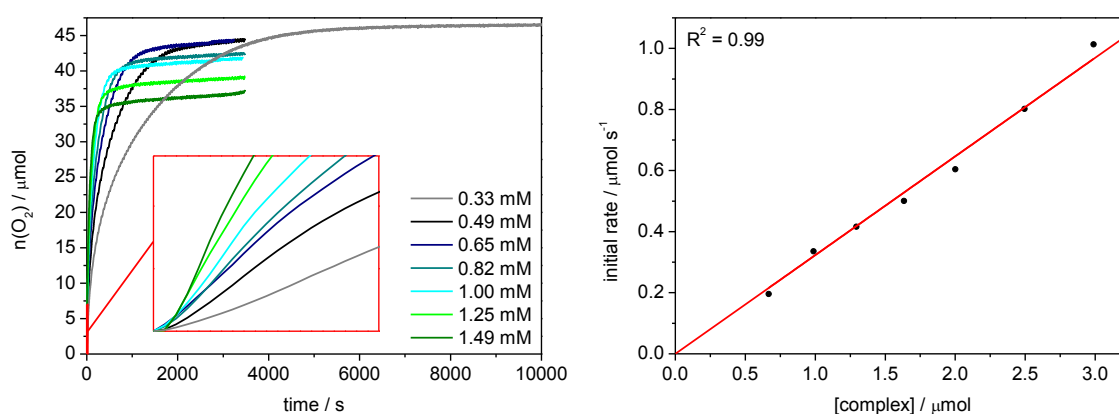 45
40
35
30
25
20
15
10
5
0
n(O₂) / μmol
0 2000 4000 6000 8000 10000
time / s
0.33 mM
0.49 mM
0.65 mM
0.82 mM
1.00 mM
1.25 mM
1.49 mM
R² = 0.99
1.0
0.8
0.6
0.4
0.2
0.0
initial rate / μmol s⁻¹
0.0 0.5 1.0 1.5 2.0 2.5 3.0
[complex] / μmol